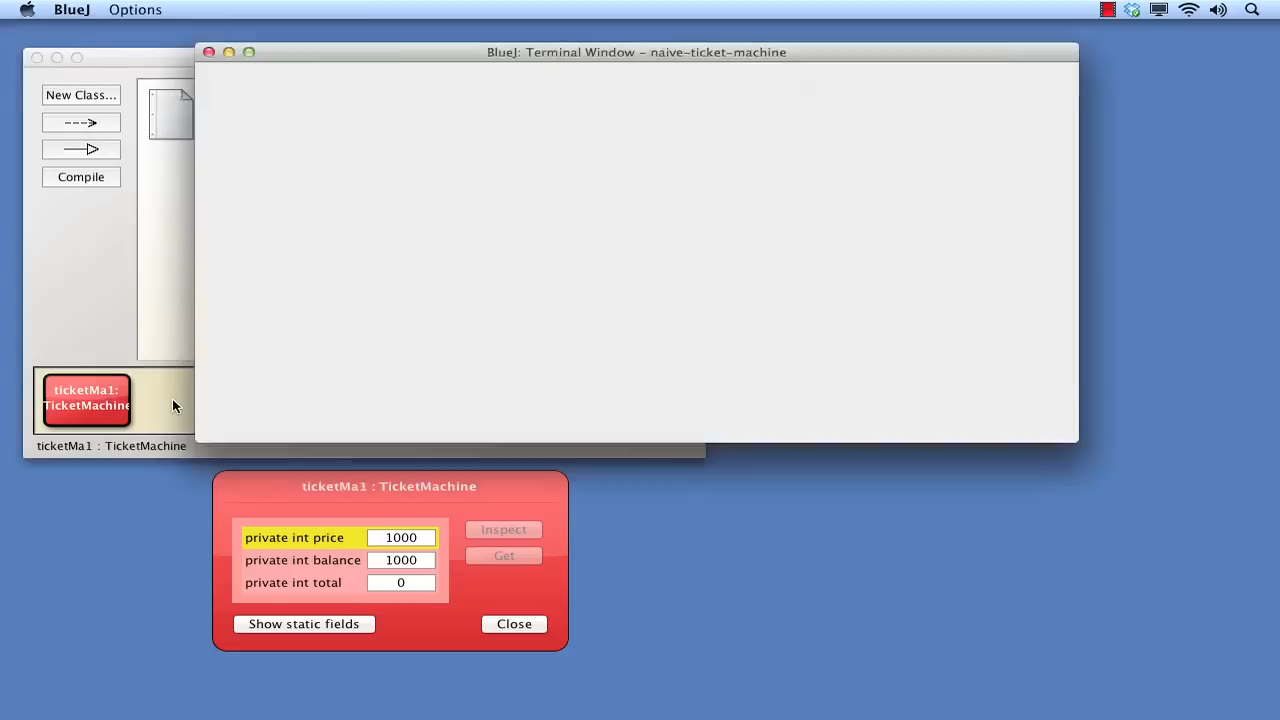 BlueJ Options
BlueJ: Terminal Window - naive-ticket-machine
New Class...
Compile
ticketMa1:
TicketMachine
ticketMa1 : TicketMachine
ticketMa1 : TicketMachine
private int price 1000
private int balance 1000
private int total 0
Inspect
Get
Show static fields
Close